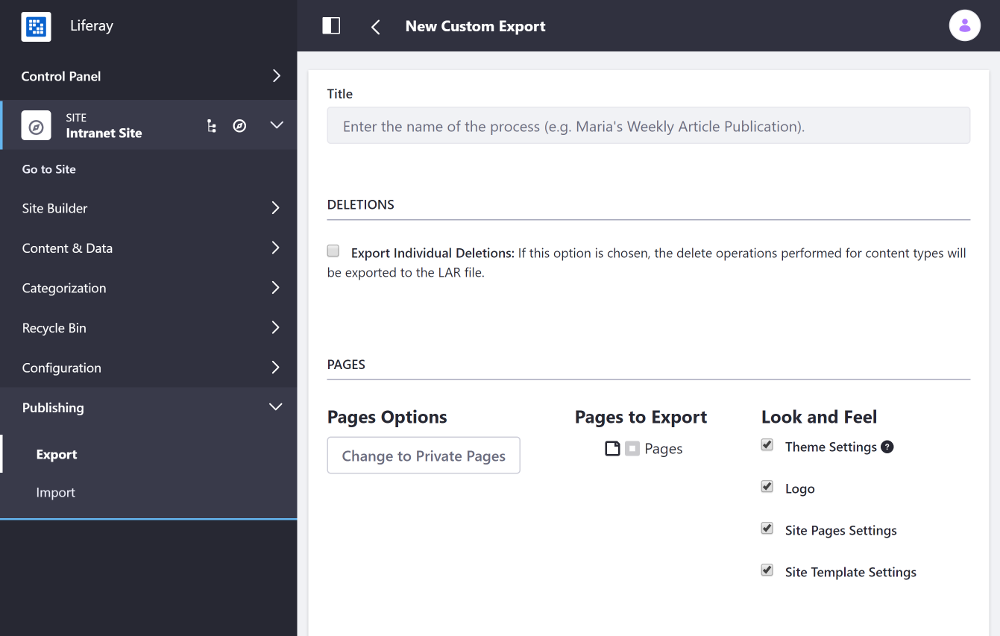 Liferay
New Custom Export
Control Panel
SITE
Intranet Site
Go to Site
Site Builder
Content & Data
Categorization
Recycle Bin
Configuration
Publishing
Export
Import
Title
Enter the name of the process (e.g. Maria's Weekly Article Publication).
DELETIONS
Export Individual Deletions: If this option is chosen, the delete operations performed for content types will
be exported to the LAR file.
PAGES
Pages Options
Change to Private Pages
Pages to Export
Pages
Look and Feel
Theme Settings ?
Logo
Site Pages Settings
Site Template Settings